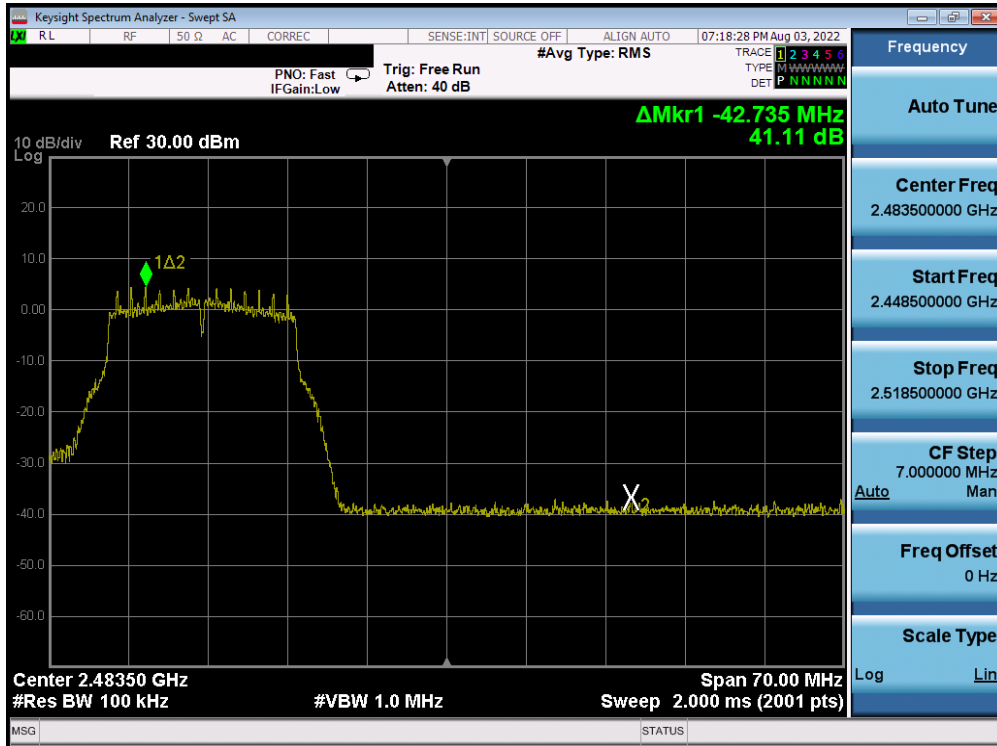 Keysight Spectrum Analyzer - Swept SA
LXI RL RF 50 Ω AC CORREC SENSE:INT SOURCE OFF ALIGN AUTO 07:18:28 PM Aug 03, 2022
Frequency
#Avg Type: RMS
TRACE 1 2 3 4 5 6
TYPE M WWWWW
DET P N N N N N
PNO: Fast
IFGain:Low
Trig: Free Run
Atten: 40 dB
ΔMkr1 -42.735 MHz
41.11 dB
10 dB/div
Log
Ref 30.00 dBm
20.0
10.0
0.00
-10.0
-20.0
-30.0
-40.0
-50.0
-60.0
1Δ2
X2
Center 2.48350 GHz
Span 70.00 MHz
#Res BW 100 kHz
#VBW 1.0 MHz
Sweep 2.000 ms (2001 pts)
Auto Tune
Center Freq
2.483500000 GHz
Start Freq
2.448500000 GHz
Stop Freq
2.518500000 GHz
CF Step
7.000000 MHz
Auto Man
Freq Offset
0 Hz
Scale Type
Log Lin
MSG
STATUS